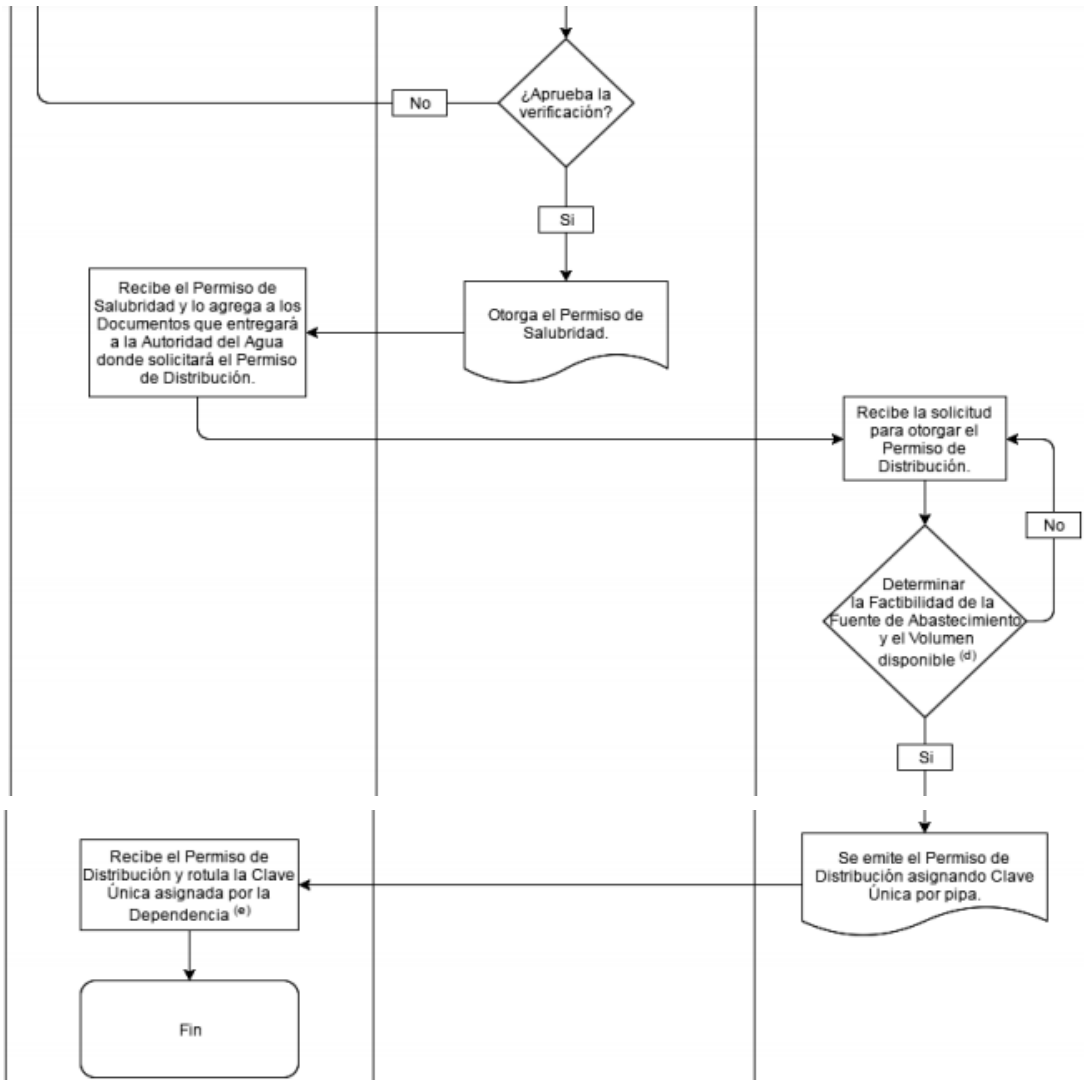 ¿Aprueba la
verificación?
No
Si
Recibe el Permiso de
Salubridad y lo agrega a los
Documentos que entregará
a la Autoridad del Agua
donde solicitará el Permiso
de Distribución.
Otorga el Permiso de
Salubridad.
Recibe la solicitud
para otorgar el
Permiso de
Distribución.
No
Determinar
la Factibilidad de la
Fuente de Abastecimiento
y el Volumen
disponible (d)
Si
Recibe el Permiso de
Distribución y rotula la Clave
Única asignada por la
Dependencia (e)
Se emite el Permiso de
Distribución asignando Clave
Única por pipa.
Fin